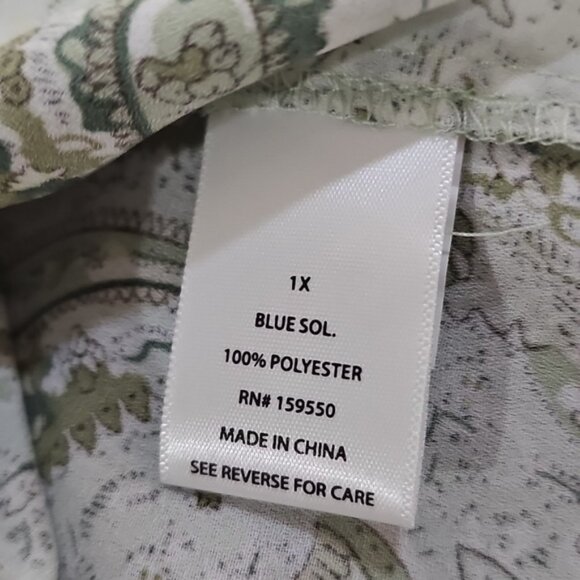 1X
BLUE SOL.
100% POLYESTER
RN# 159550
MADE IN CHINA
SEE REVERSE FOR CARE